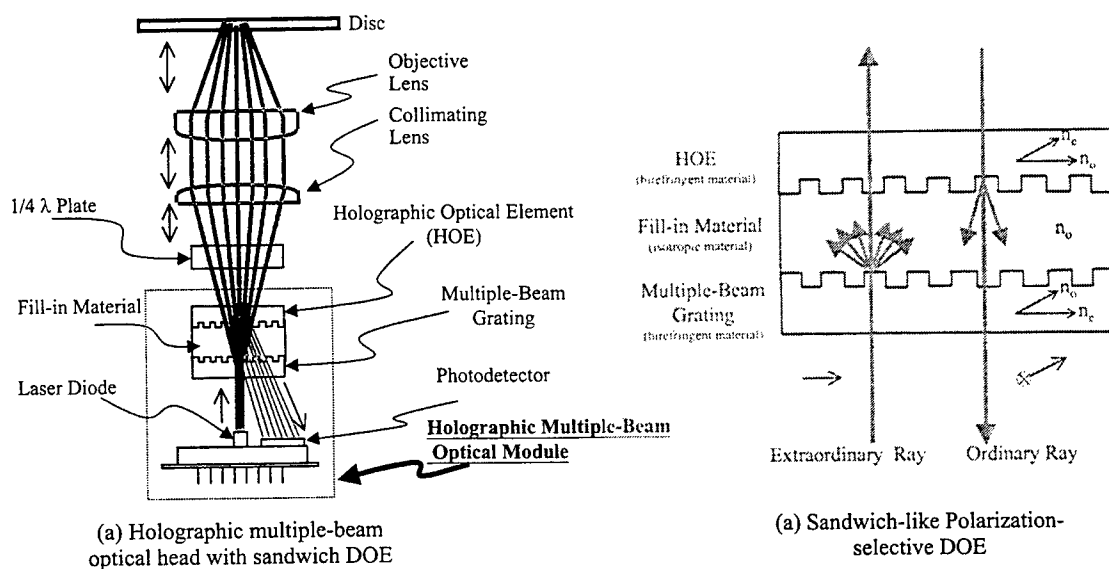 Disc
Objective
Lens
Collimating
Lens
1/4 λ Plate
Holographic Optical Element
(HOE)
Fill-in Material
Multiple-Beam
Grating
Laser Diode
Photodetector
Holographic Multiple-Beam
Optical Module
(a) Holographic multiple-beam
optical head with sandwich DOE
HOE
(birefringent material)
n_e
n_o
Fill-in Material
(isotropic material)
n_o
Multiple-Beam
Grating
(birefringent material)
n_o
n_e
Extraordinary Ray
Ordinary Ray
(a) Sandwich-like Polarization-
selective DOE